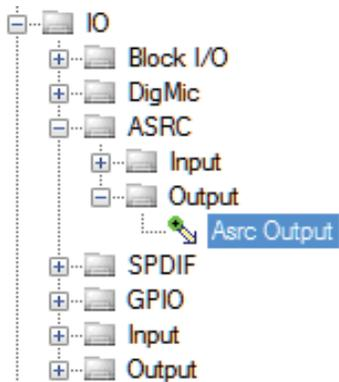 IO
Block I/O
DigMic
ASRC
Input
Output
Asrc Output
SPDIF
GPIO
Input
Output